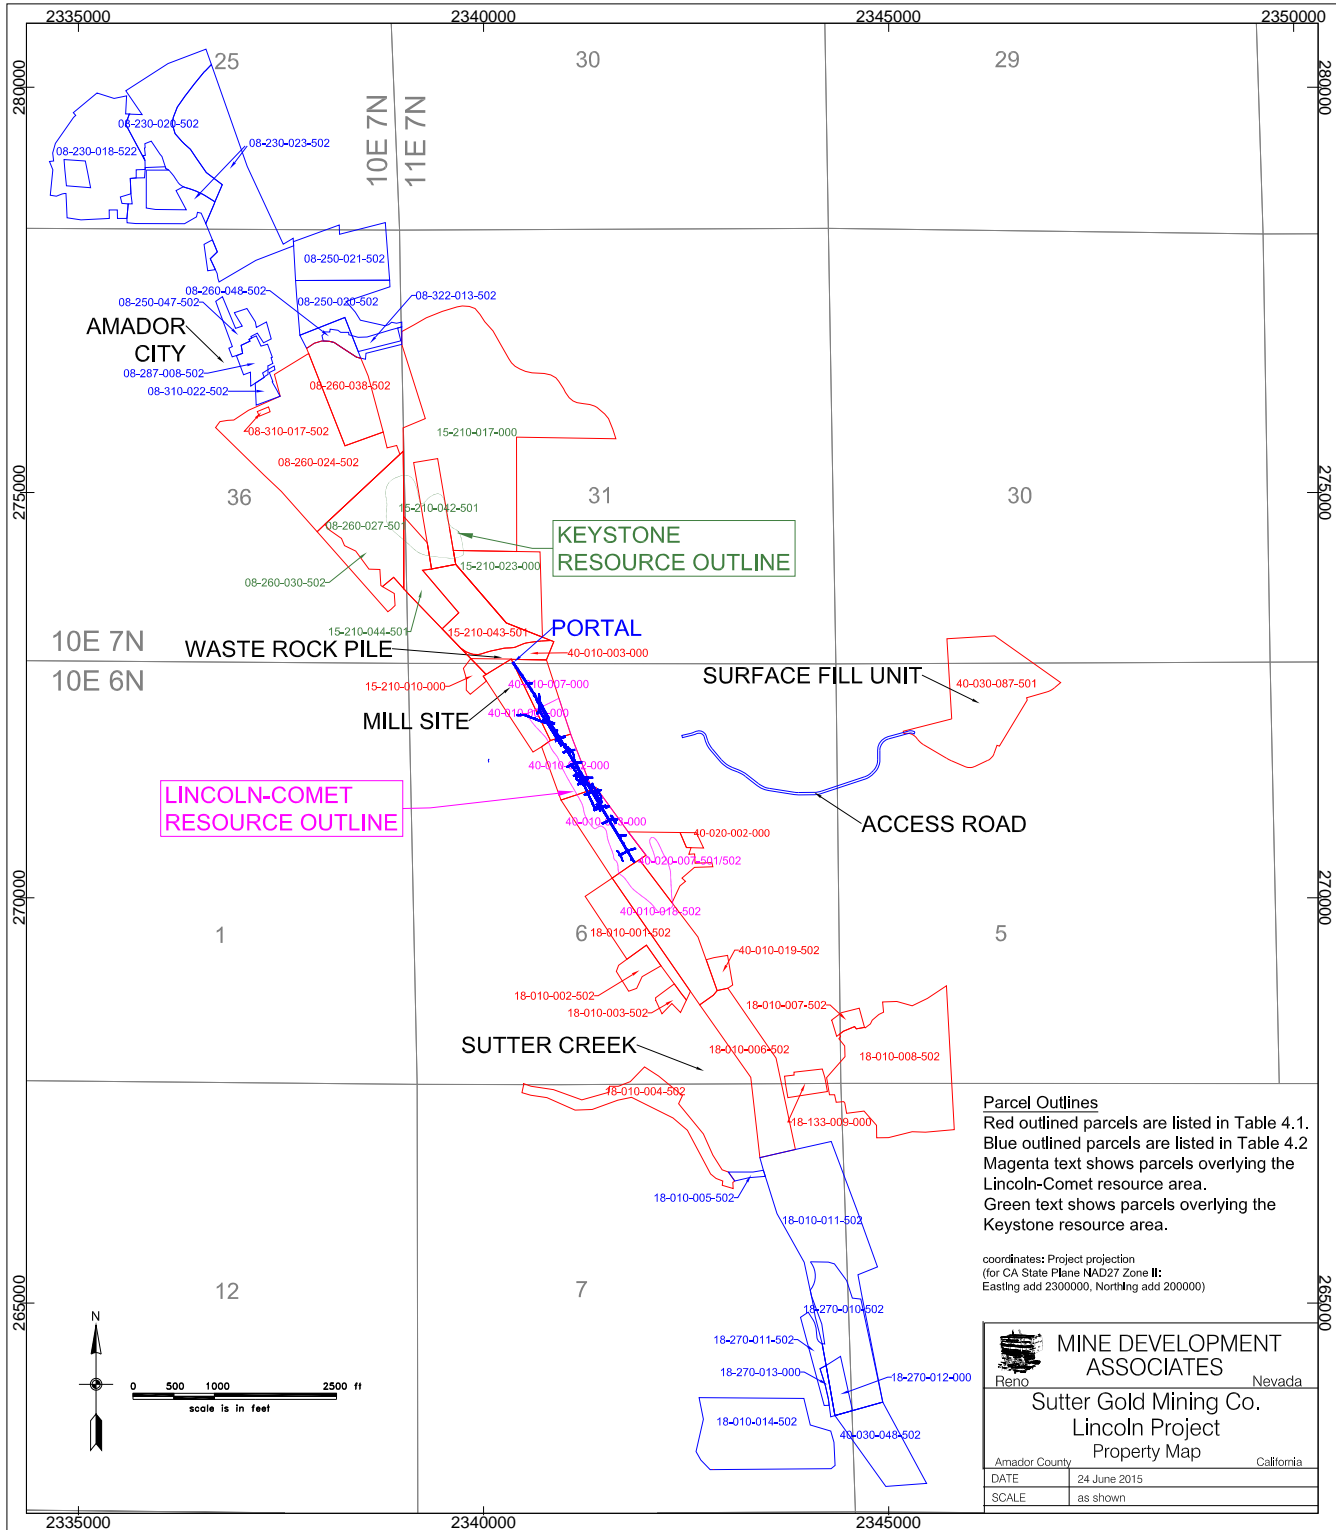 2335000
2340000
2345000
2350000
280000
280000
25
30
29
10E 7N
11E 7N
08-230-020-502
08-230-023-502
08-230-018-522
08-250-021-502
08-260-048-502
08-250-047-502
08-250-020-502
08-322-013-502
AMADOR
CITY
08-287-008-502
08-310-022-502
08-260-038-502
08-310-017-502
15-210-017-000
08-260-024-502
275000
275000
36
31
30
15-210-042-501
08-260-027-501
KEYSTONE
RESOURCE OUTLINE
15-210-023-000
08-260-030-502
15-210-044-501
15-210-043-501
PORTAL
10E 7N
WASTE ROCK PILE
40-010-003-000
10E 6N
15-210-010-000
40-010-007-000
SURFACE FILL UNIT
40-030-087-501
MILL SITE
LINCOLN-COMET
RESOURCE OUTLINE
ACCESS ROAD
40-020-002-000
40-020-007-501/502
270000
270000
40-010-018-502
1
6
5
18-010-001-502
40-010-019-502
18-010-002-502
18-010-003-502
18-010-007-502
SUTTER CREEK
18-010-006-502
18-010-008-502
18-010-004-502
18-133-009-000
Parcel Outlines
Red outlined parcels are listed in Table 4.1.
Blue outlined parcels are listed in Table 4.2
Magenta text shows parcels overlying the
Lincoln-Comet resource area.
Green text shows parcels overlying the
Keystone resource area.
18-010-005-502
18-010-011-502
coordinates: Project projection
(for CA State Plane NAD27 Zone II:
Easting add 2300000, Northing add 200000)
12
7
265000
265000
18-270-010-502
18-270-011-502
18-270-013-000
18-270-012-000
18-010-014-502
40-030-048-502
N
0 500 1000 2500 ft
scale is in feet
MINE DEVELOPMENT
ASSOCIATES
Reno Nevada
Sutter Gold Mining Co.
Lincoln Project
Property Map
Amador County California
DATE 24 June 2015
SCALE as shown
2335000
2340000
2345000